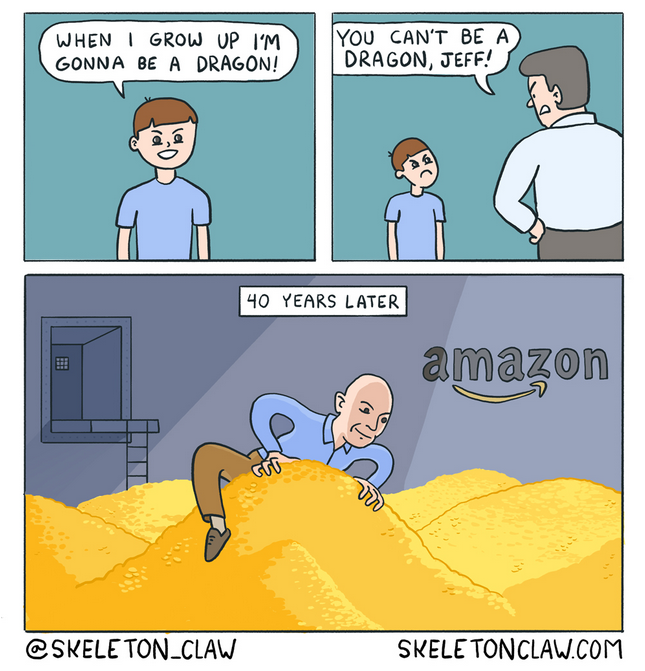 WHEN I GROW UP I'M
GONNA BE A DRAGON!
YOU CAN'T BE A
DRAGON, JEFF!
40 YEARS LATER
amazon
@SKELETON_CLAW
SKELETONCLAW.COM